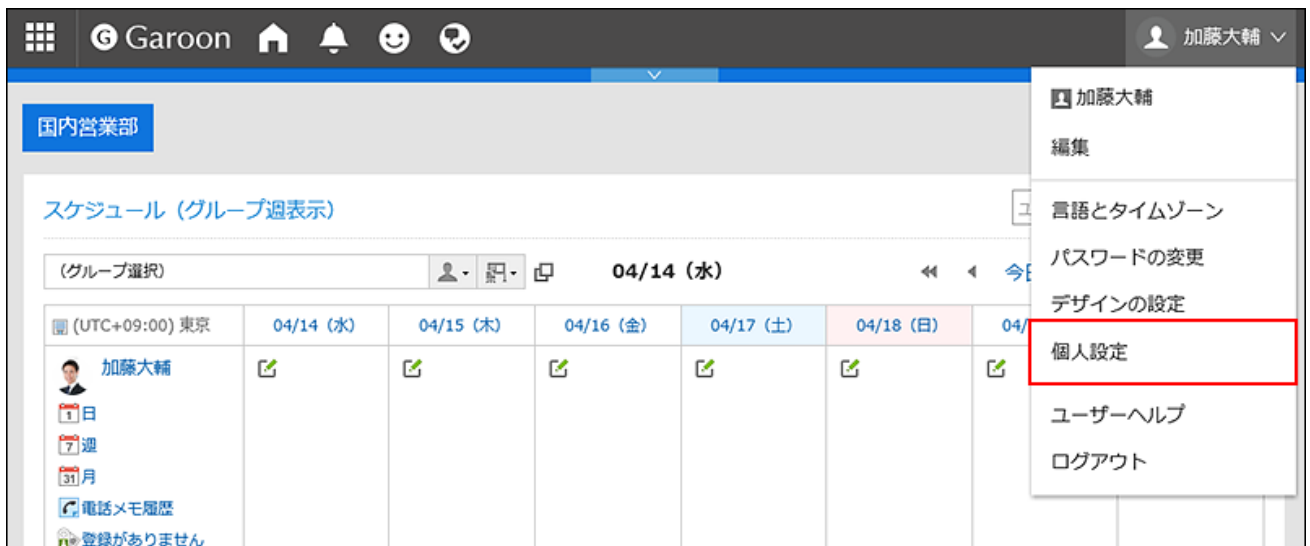 Garoon
加藤大輔
加藤大輔
編集
国内営業部
スケジュール（グループ週表示）
言語とタイムゾーン
パスワードの変更
デザインの設定
個人設定
ユーザーヘルプ
ログアウト
（グループ選択）
04/14（水）
今
(UTC+09:00) 東京
04/14（水）
04/15（木）
04/16（金）
04/17（土）
04/18（日）
04/
加藤大輔
1 日
7 週
31 月
電話メモ履歴
登録がありません